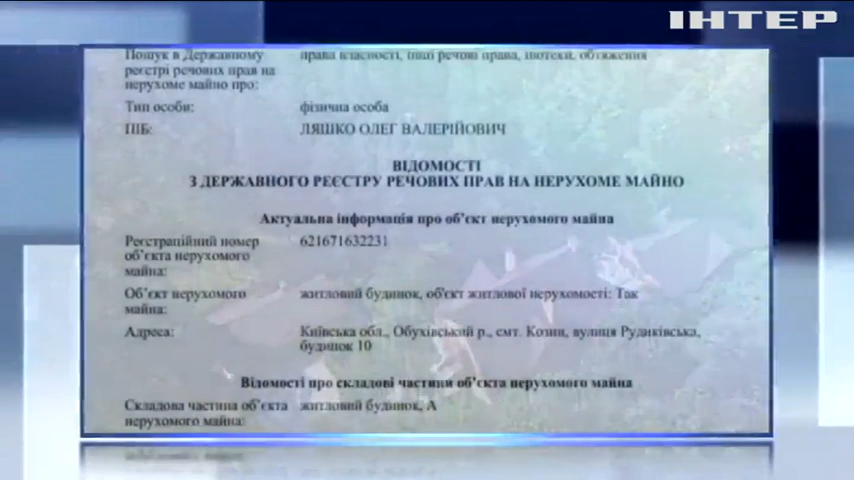 ІНТЕР
Пошук в Державному права власності, інші речові права, іпотеки, обтяження
реєстрі речових прав на
нерухоме майно про:
Тип особи: фізична особа
ПІБ: ЛЯШКО ОЛЕГ ВАЛЕРІЙОВИЧ
ВІДОМОСТІ
З ДЕРЖАВНОГО РЕЄСТРУ РЕЧОВИХ ПРАВ НА НЕРУХОМЕ МАЙНО
Актуальна інформація про об'єкт нерухомого майна
Реєстраційний номер 621671632231
об'єкта нерухомого
майна:
Об'єкт нерухомого житловий будинок, об'єкт житлової нерухомості: Так
майна:
Адреса: Київська обл., Обухівський р., смт. Козин, вулиця Рудиківська,
будинок 10
Відомості про складові частини об'єкта нерухомого майна
Складова частина об'єкта житловий будинок, А
нерухомого майна: